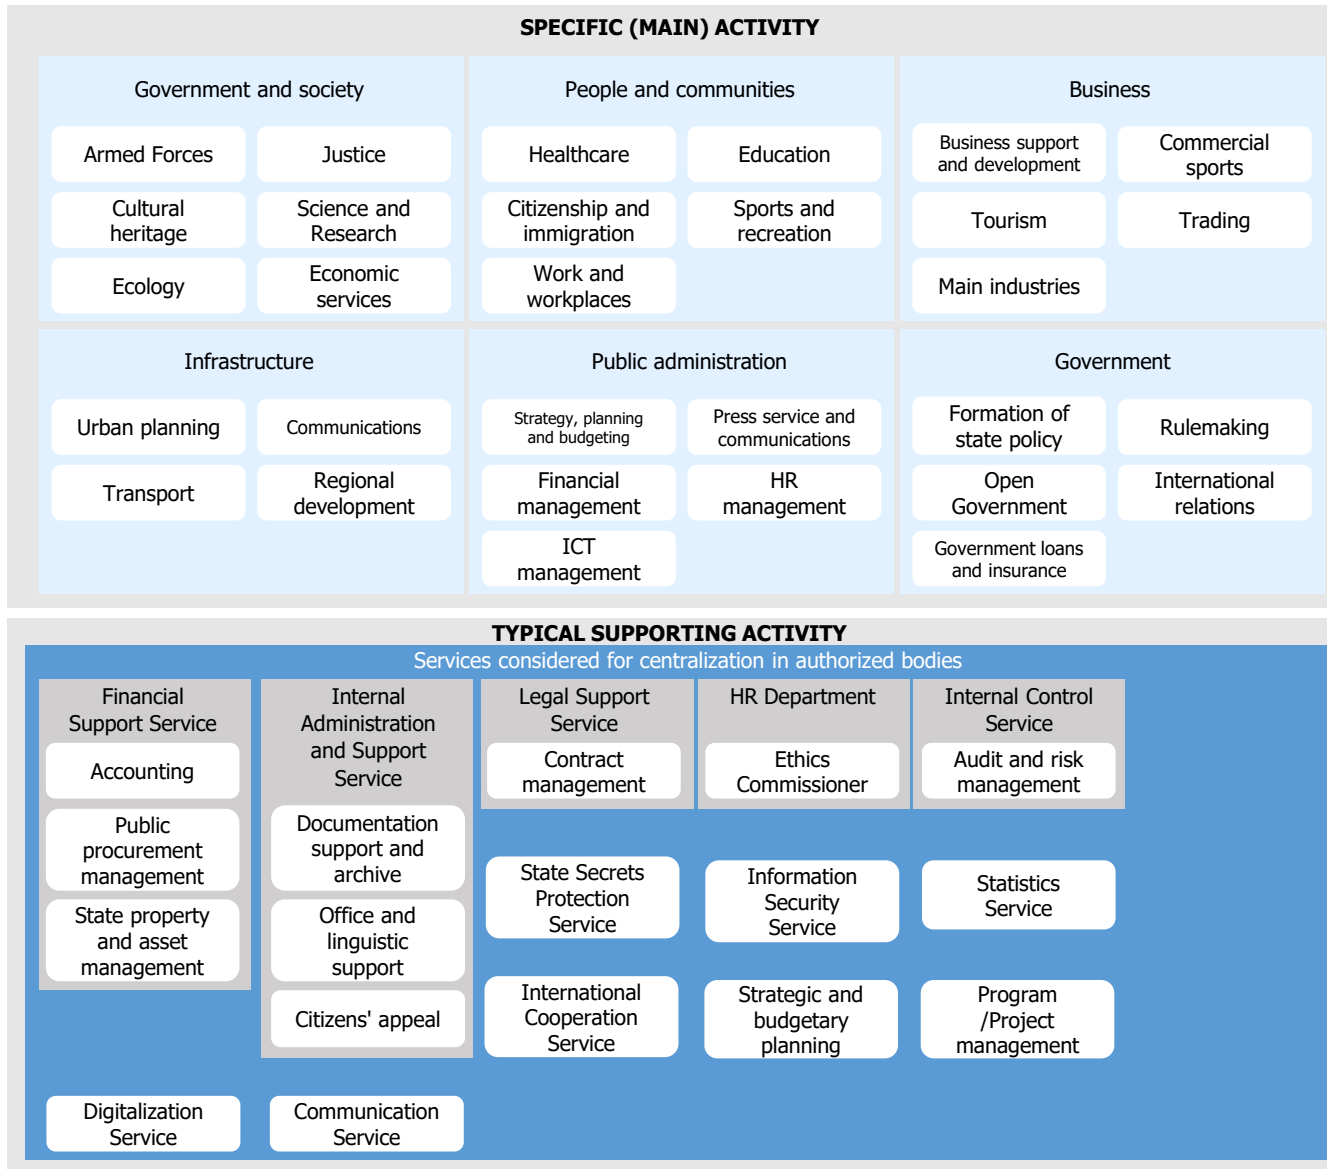 SPECIFIC (MAIN) ACTIVITY
Government and society
Armed Forces
Justice
Cultural
heritage
Science and
Research
Ecology
Economic
services
People and communities
Healthcare
Education
Citizenship and
immigration
Sports and
recreation
Work and
workplaces
Business
Business support
and development
Commercial
sports
Tourism
Trading
Main industries
Infrastructure
Urban planning
Communications
Transport
Regional
development
Public administration
Strategy, planning
and budgeting
Press service and
communications
Financial
management
HR
management
ICT
management
Government
Formation of
state policy
Rulemaking
Open
Government
International
relations
Government loans
and insurance
TYPICAL SUPPORTING ACTIVITY
Services considered for centralization in authorized bodies
Financial
Support Service
Accounting
Public
procurement
management
State property
and asset
management
Internal
Administration
and Support
Service
Documentation
support and
archive
Office and
linguistic
support
Citizens' appeal
Legal Support
Service
Contract
management
HR Department
Ethics
Commissioner
Internal Control
Service
Audit and risk
management
State Secrets
Protection
Service
Information
Security
Service
Statistics
Service
International
Cooperation
Service
Strategic and
budgetary
planning
Program
/Project
management
Digitalization
Service
Communication
Service